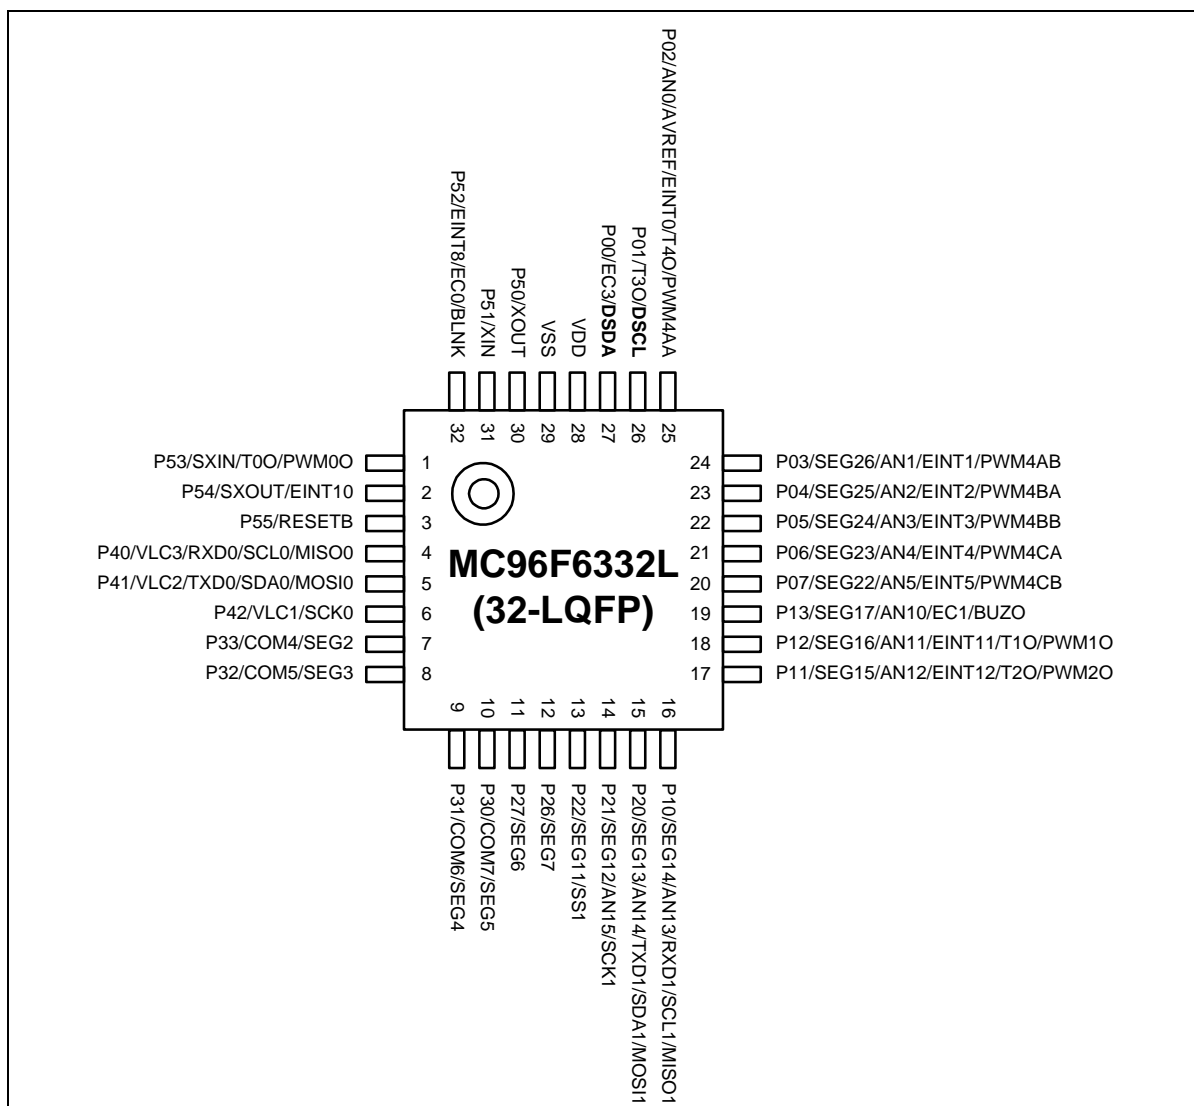 P52/EINT8/EC0/BLNK
P51/XIN
P50/XOUT
VSS
VDD
P00/EC3/DSDA
P01/T3O/DSCL
P02/AN0/AVREF/EINT0/T4O/PWM4AA
32
31
30
29
28
27
26
25
P53/SXIN/T0O/PWM0O
1
P54/SXOUT/EINT10
2
P55/RESETB
3
P40/VLC3/RXD0/SCL0/MISO0
4
P41/VLC2/TXD0/SDA0/MOSI0
5
P42/VLC1/SCK0
6
P33/COM4/SEG2
7
P32/COM5/SEG3
8
MC96F6332L
(32-LQFP)
24
P03/SEG26/AN1/EINT1/PWM4AB
23
P04/SEG25/AN2/EINT2/PWM4BA
22
P05/SEG24/AN3/EINT3/PWM4BB
21
P06/SEG23/AN4/EINT4/PWM4CA
20
P07/SEG22/AN5/EINT5/PWM4CB
19
P13/SEG17/AN10/EC1/BUZO
18
P12/SEG16/AN11/EINT11/T1O/PWM1O
17
P11/SEG15/AN12/EINT12/T2O/PWM2O
9
10
11
12
13
14
15
16
P31/COM6/SEG4
P30/COM7/SEG5
P27/SEG6
P26/SEG7
P22/SEG11/SS1
P21/SEG12/AN15/SCK1
P20/SEG13/AN14/TXD1/SDA1/MOSI1
P10/SEG14/AN13/RXD1/SCL1/MISO1